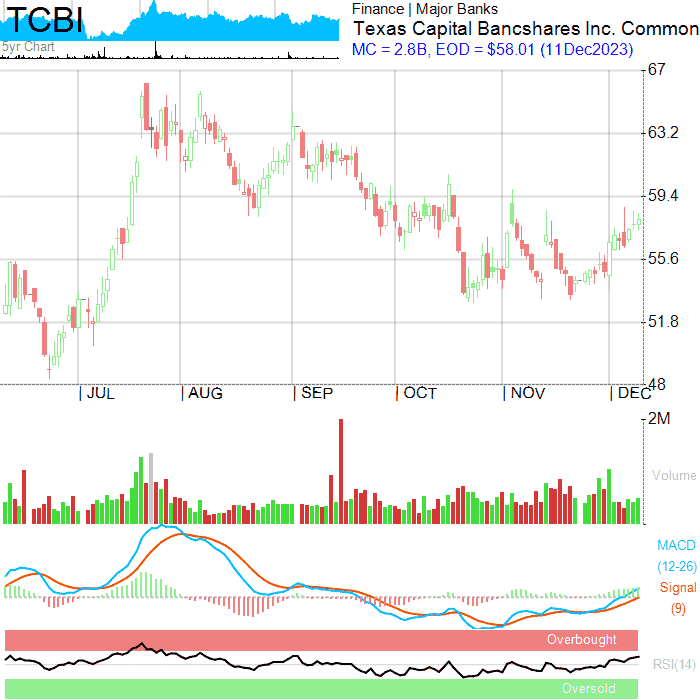 TCBI
5yr Chart
Finance | Major Banks
Texas Capital Bancshares Inc. Common
MC = 2.8B, EOD = $58.01 (11Dec2023)
67
63.2
59.4
55.6
51.8
48
| JUL | AUG | SEP | OCT | NOV | DEC
2M
Volume
MACD
(12-26)
Signal
(9)
Overbought
RSI(14)
Oversold